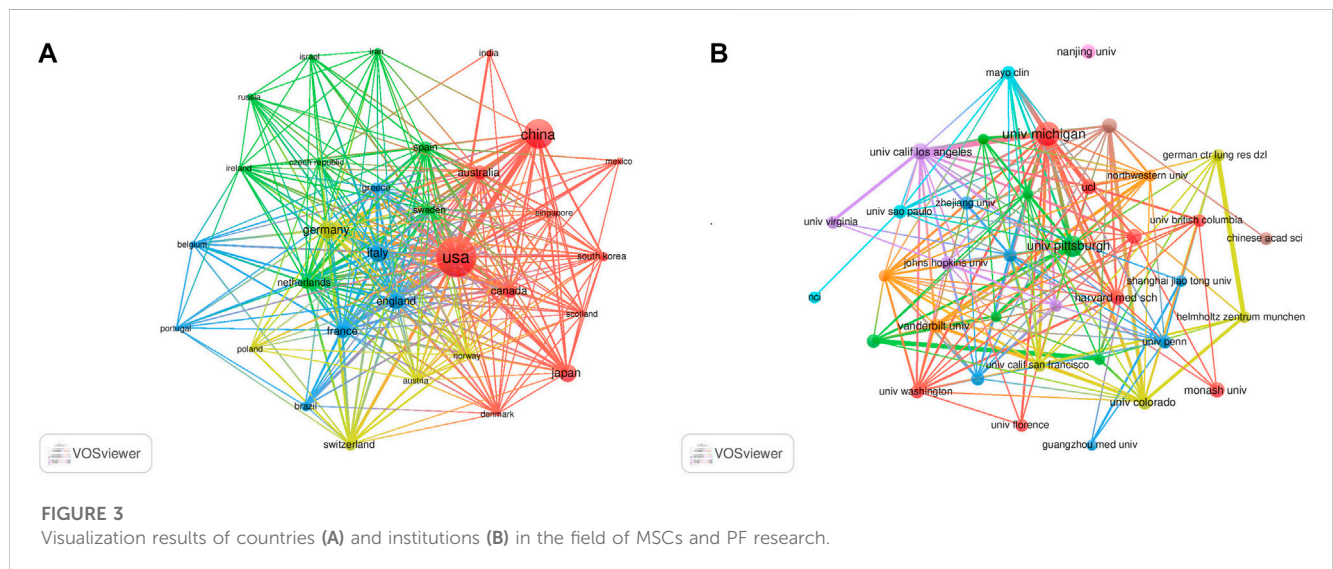 A
israel
iran
india
russia
china
spain
czech republic
ireland
australia
mexico
greece
sweden
singapore
germany
belgium
italy
usa
south korea
netherlands
england
canada
portugal
france
scotland
poland
norway
japan
austria
brazil
denmark
switzerland
VOSviewer
B
nanjing univ
mayo clin
univ michigan
univ calif los angeles
german ctr lung res dzl
northwestern univ
ucl
zhejiang univ
univ sao paulo
univ virginia
univ british columbia
chinese acad sci
univ pittsburgh
johns hopkins univ
shanghai jiao tong univ
nci
harvard med sch
helmholtz zentrum munchen
vanderbilt univ
univ penn
univ calif san francisco
univ washington
monash univ
univ colorado
univ florence
guangzhou med univ
VOSviewer
FIGURE 3
Visualization results of countries (A) and institutions (B) in the field of MSCs and PF research.